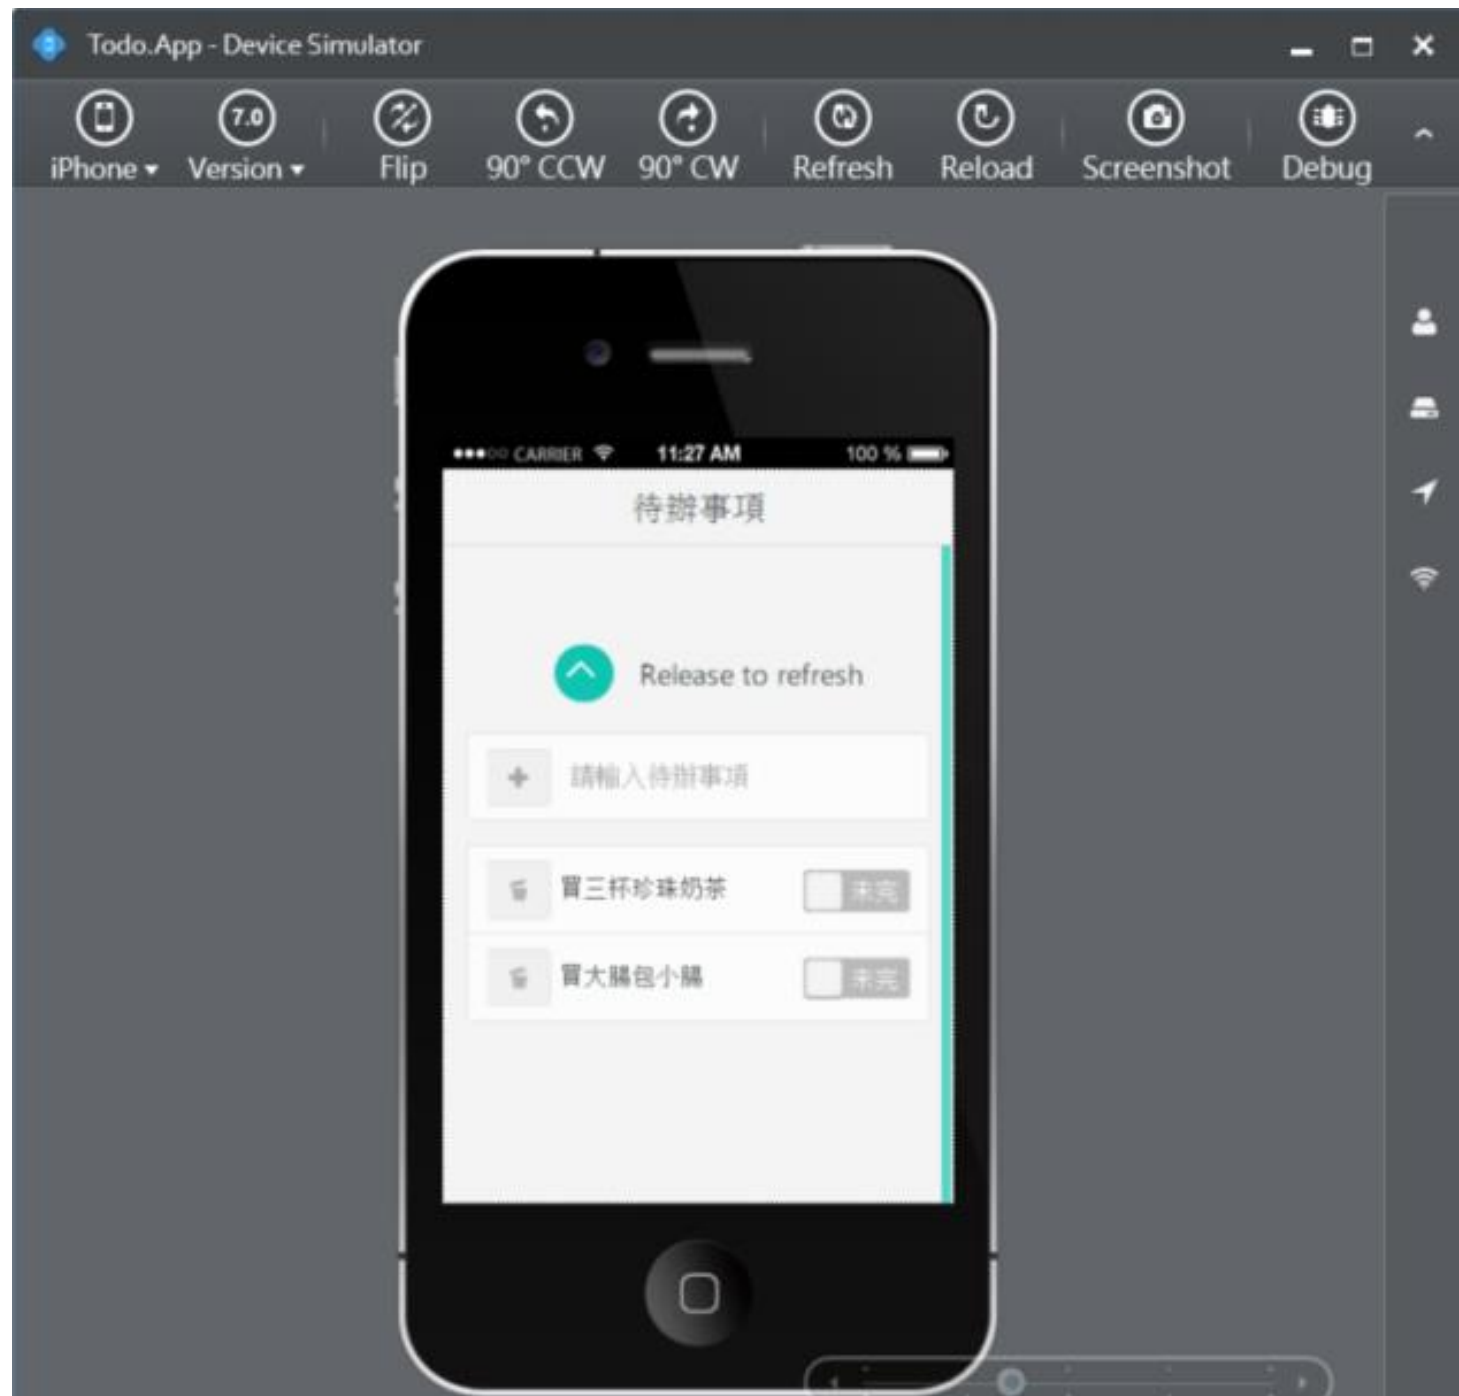 Todo.App - Device Simulator
7.0
iPhone Version Flip 90° CCW 90° CW Refresh Reload Screenshot Debug
CARRIER 11:27 AM 100 %
待辦事項
Release to refresh
請輸入待辦事項
買三杯珍珠奶茶 未完
買大腸包小腸 未完